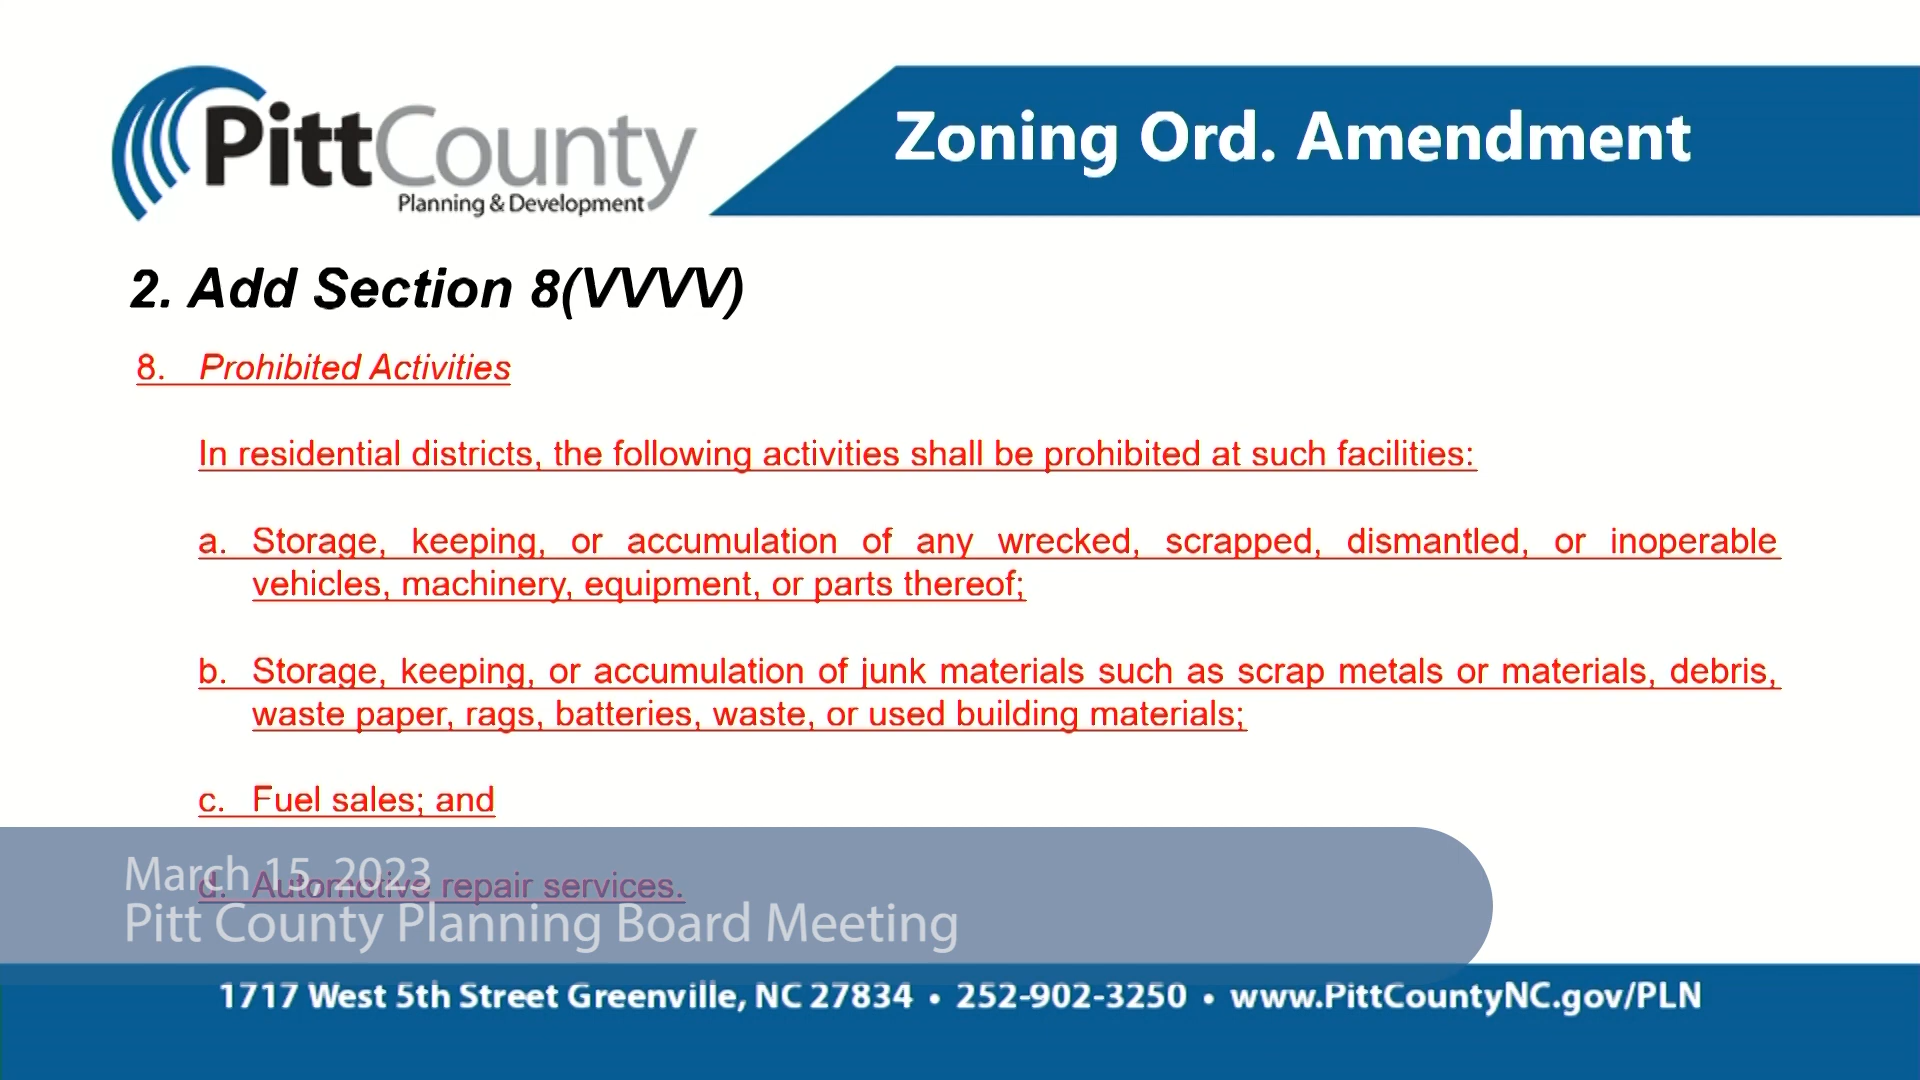 PittCounty
Planning & Development
Zoning Ord. Amendment
2. Add Section 8(VVVV)
8. Prohibited Activities
In residential districts, the following activities shall be prohibited at such facilities:
a. Storage, keeping, or accumulation of any wrecked, scrapped, dismantled, or inoperable
vehicles, machinery, equipment, or parts thereof;
b. Storage, keeping, or accumulation of junk materials such as scrap metals or materials, debris,
waste paper, rags, batteries, waste, or used building materials;
c. Fuel sales; and
d. Automotive repair services.
March 15, 2023
Pitt County Planning Board Meeting
1717 West 5th Street Greenville, NC 27834 • 252-902-3250 • www.PittCountyNC.gov/PLN